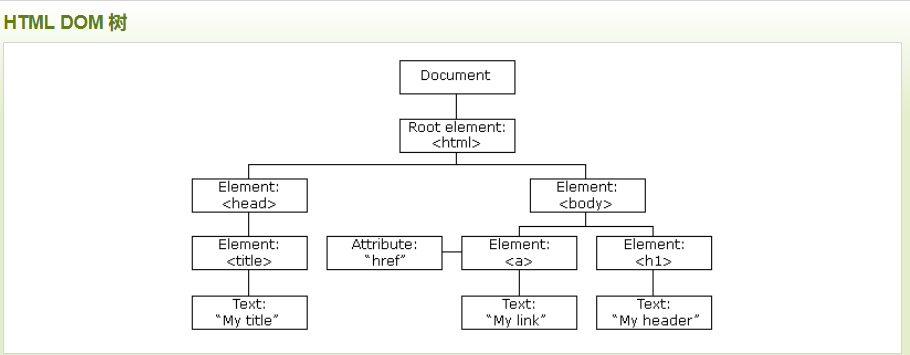 HTML DOM 树
Document
Root element:
<html>
Element:
<head>
Element:
<body>
Element:
<title>
Attribute:
“href”
Element:
<a>
Element:
<h1>
Text:
“My title”
Text:
“My link”
Text:
“My header”